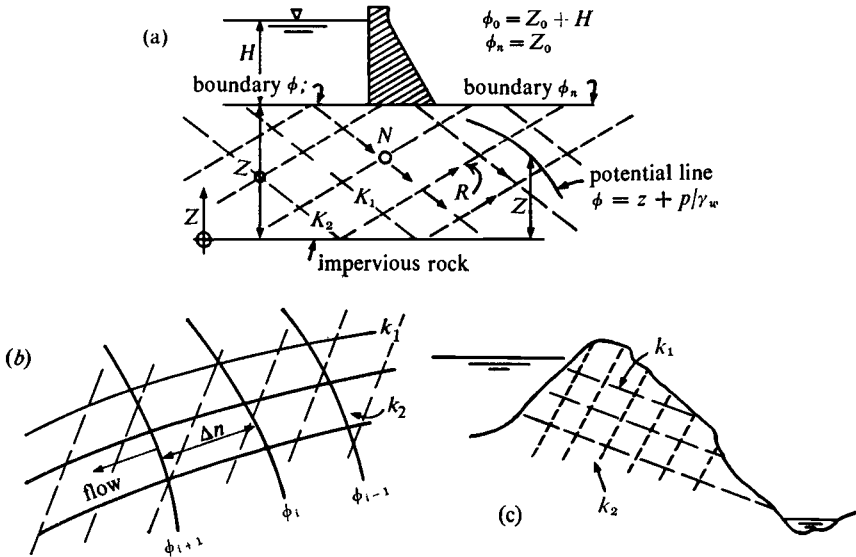 (a)
ϕ₀ = Z₀ + H
ϕₙ = Z₀
H
boundary ϕᵢ
boundary ϕₙ
N
Z
K₁
R
Z
potential line
ϕ = z + p/γ_w
Z
K₂
impervious rock
(b)
k₁
k₂
Δn
flow
ϕᵢ₊₁
ϕᵢ
ϕᵢ₋₁
k₁
k₂
(c)